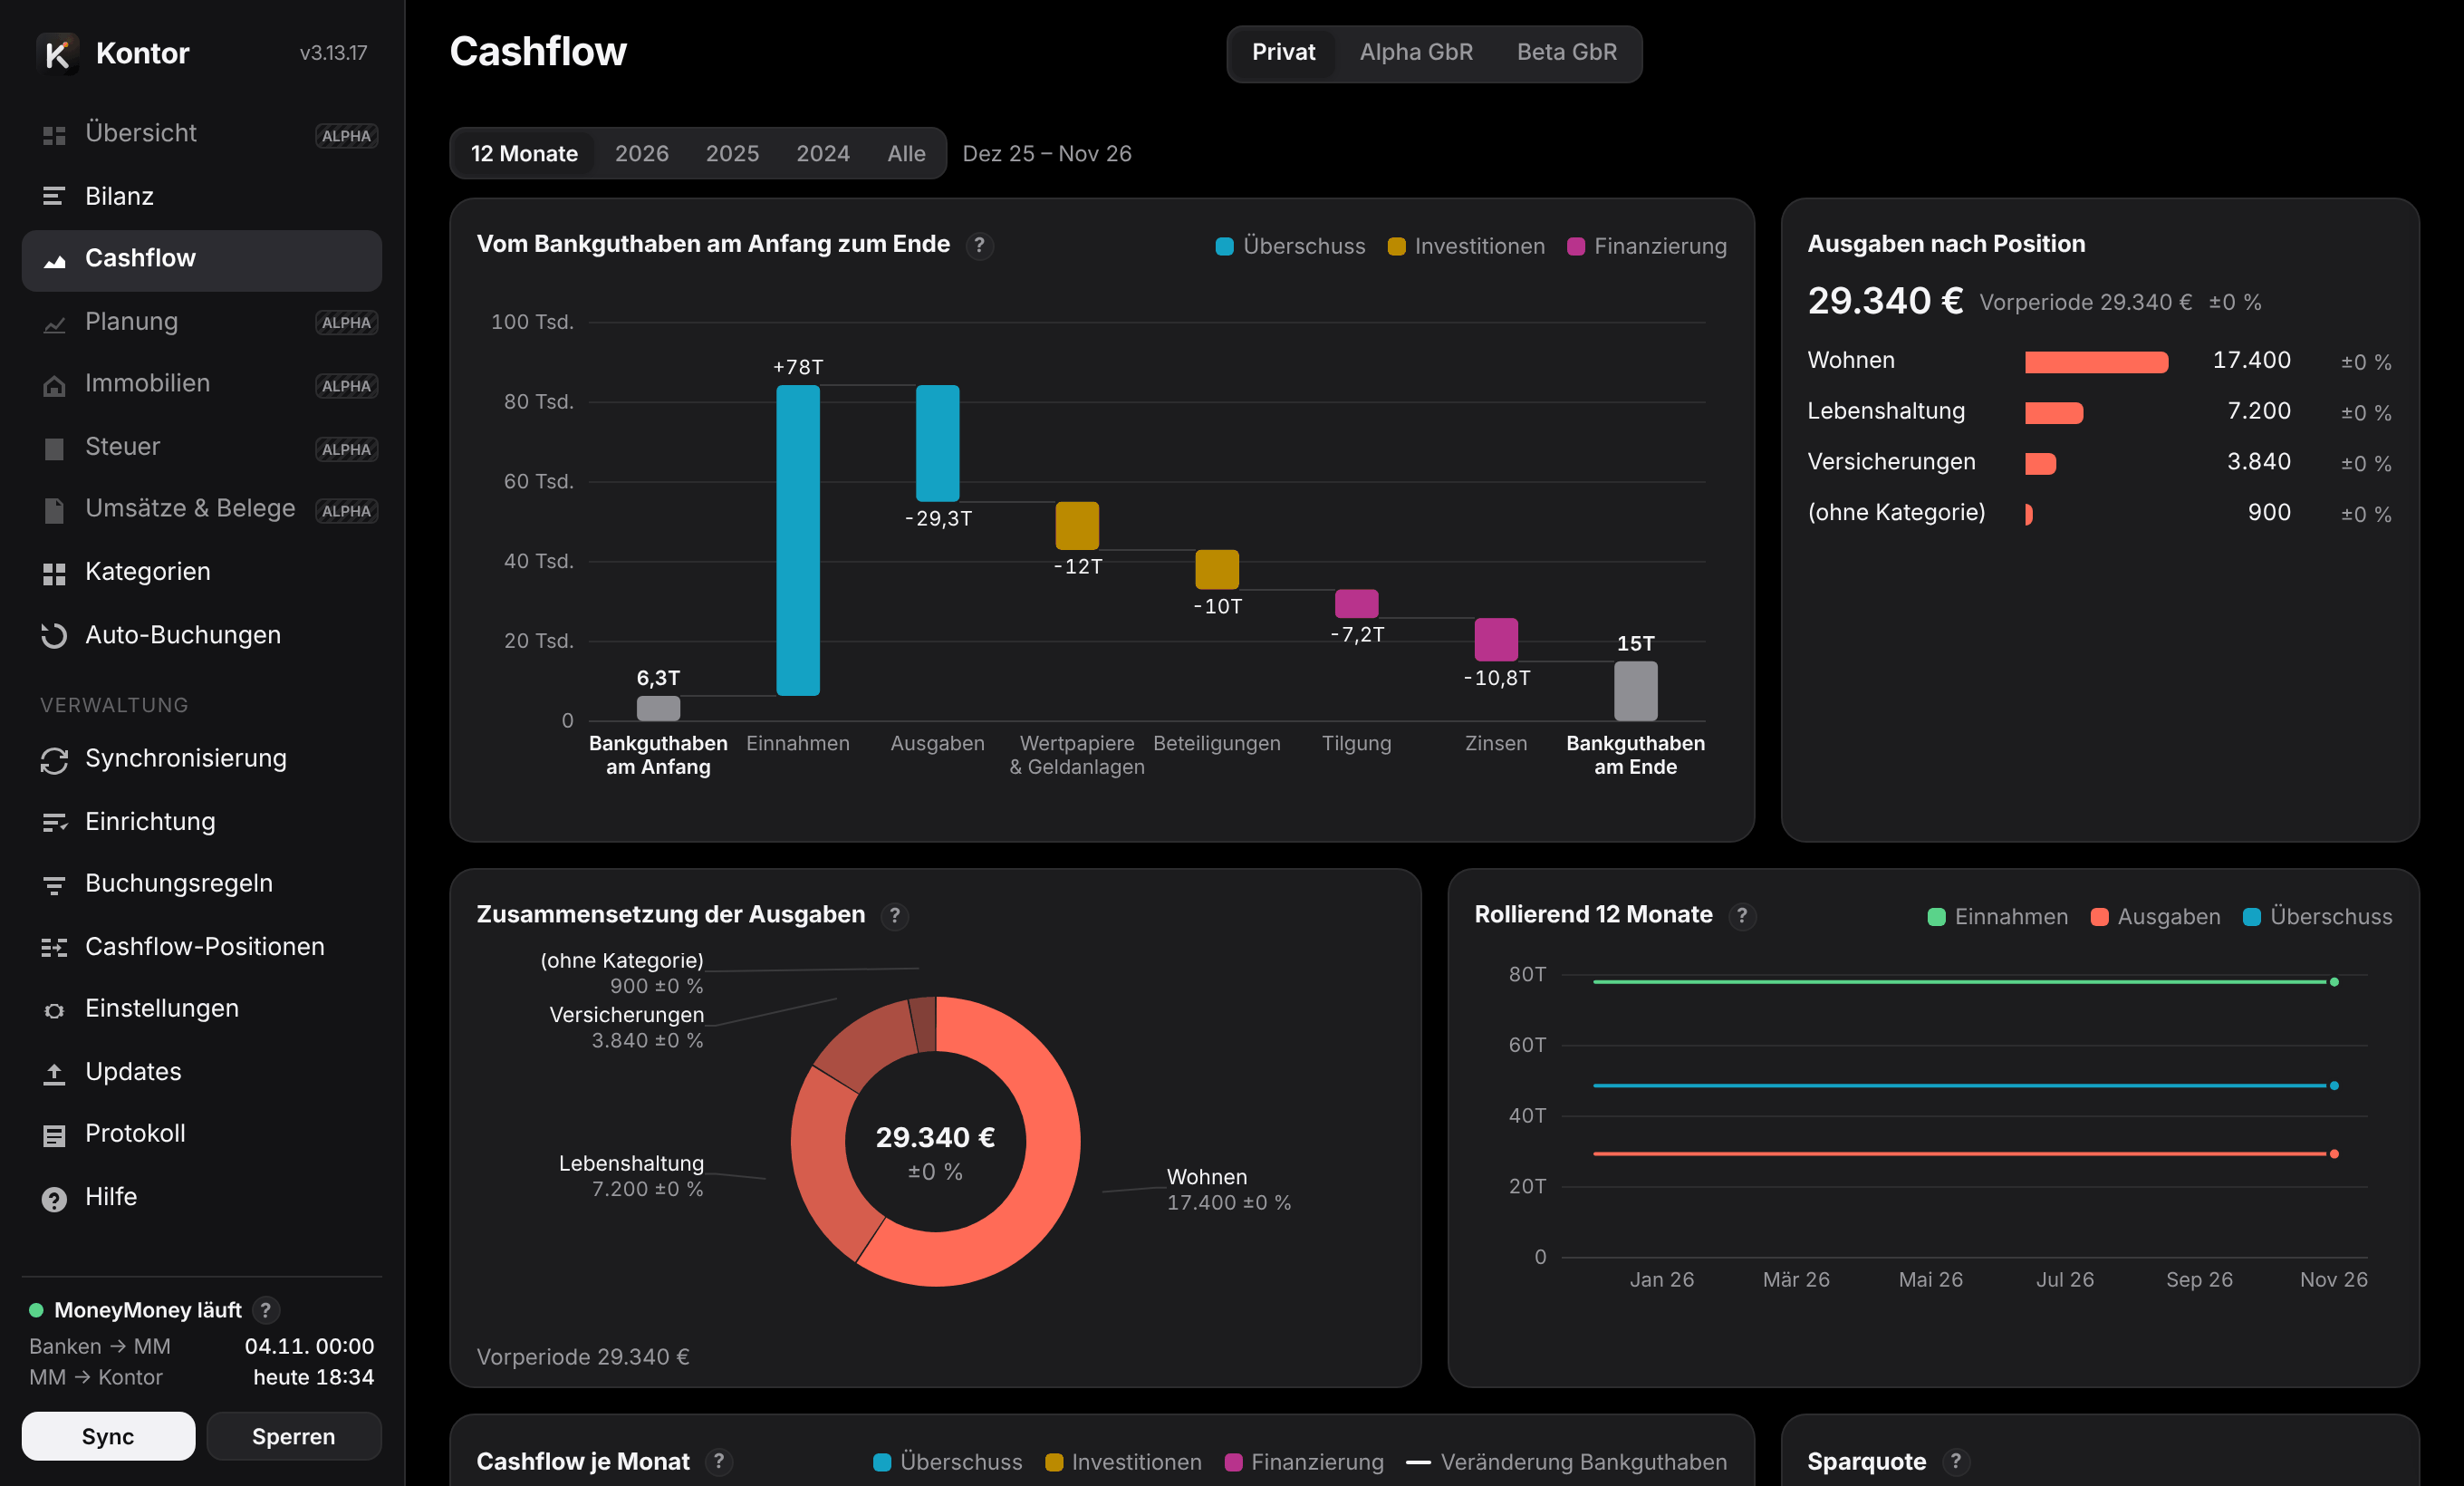 Kontor
v3.13.17
Übersicht ALPHA
Bilanz
Cashflow
Planung ALPHA
Immobilien ALPHA
Steuer ALPHA
Umsätze & Belege ALPHA
Kategorien
Auto-Buchungen
VERWALTUNG
Synchronisierung
Einrichtung
Buchungsregeln
Cashflow-Positionen
Einstellungen
Updates
Protokoll
Hilfe
MoneyMoney läuft ?
Banken → MM 04.11. 00:00
MM → Kontor heute 18:34
Sync Sperren
Cashflow
Privat Alpha GbR Beta GbR
12 Monate 2026 2025 2024 Alle Dez 25 – Nov 26
Vom Bankguthaben am Anfang zum Ende ?
Überschuss Investitionen Finanzierung
100 Tsd.
80 Tsd.
60 Tsd.
40 Tsd.
20 Tsd.
0
6,3T
+78T
-29,3T
-12T
-10T
-7,2T
-10,8T
15T
Bankguthaben am Anfang
Einnahmen
Ausgaben
Wertpapiere & Geldanlagen
Beteiligungen
Tilgung
Zinsen
Bankguthaben am Ende
Ausgaben nach Position
29.340 € Vorperiode 29.340 € ±0 %
Wohnen 17.400 ±0 %
Lebenshaltung 7.200 ±0 %
Versicherungen 3.840 ±0 %
(ohne Kategorie) 900 ±0 %
Zusammensetzung der Ausgaben ?
(ohne Kategorie)
900 ±0 %
Versicherungen
3.840 ±0 %
Lebenshaltung
7.200 ±0 %
29.340 €
±0 %
Wohnen
17.400 ±0 %
Vorperiode 29.340 €
Rollierend 12 Monate ?
Einnahmen Ausgaben Überschuss
80T
60T
40T
20T
0
Jan 26 Mär 26 Mai 26 Jul 26 Sep 26 Nov 26
Cashflow je Monat ?
Überschuss Investitionen Finanzierung Veränderung Bankguthaben
Sparquote ?